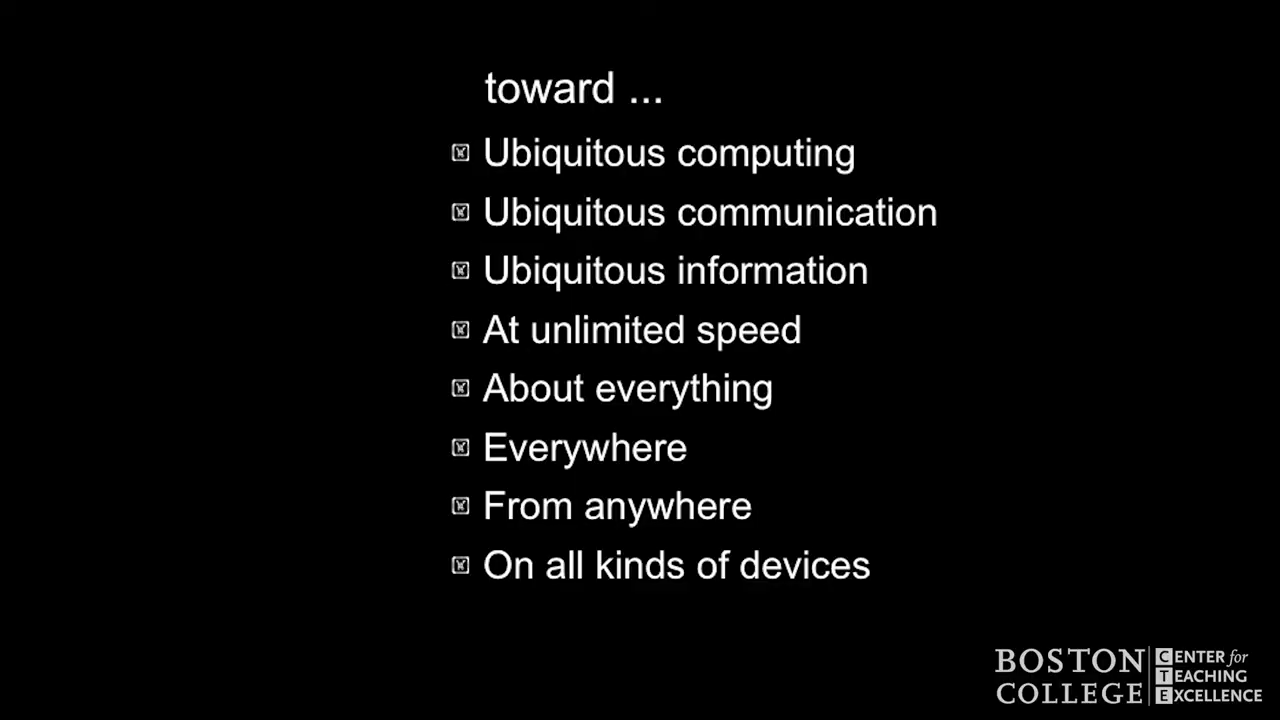 toward ...
Ubiquitous computing
Ubiquitous communication
Ubiquitous information
At unlimited speed
About everything
Everywhere
From anywhere
On all kinds of devices
BOSTON
COLLEGE
CENTER for
TEACHING
EXCELLENCE